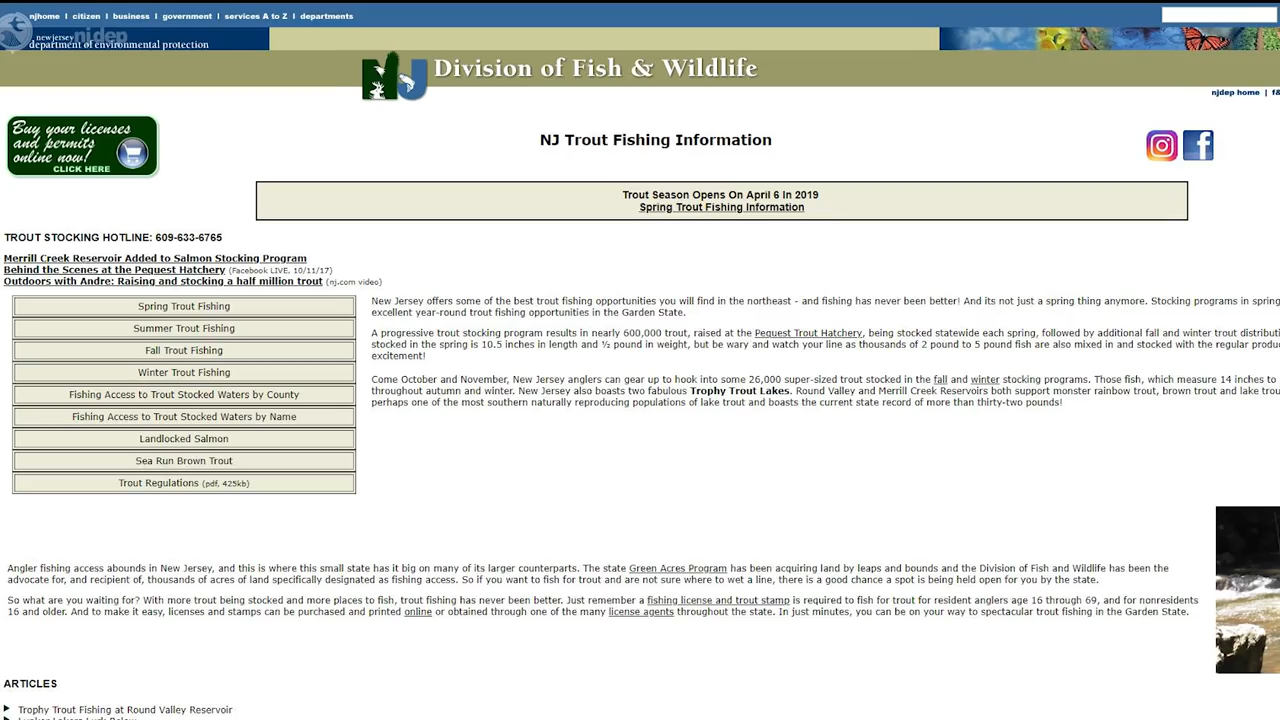 njhome | citizen | business | government | services A to Z | departments
new jersey
nj dep
department of environmental protection
Division of Fish & Wildlife
njdep home | f&
Buy your licenses
and permits
online now!
CLICK HERE
NJ Trout Fishing Information
Trout Season Opens On April 6 In 2019
Spring Trout Fishing Information
TROUT STOCKING HOTLINE: 609-633-6765
Merrill Creek Reservoir Added to Salmon Stocking Program
Behind the Scenes at the Pequest Hatchery (Facebook LIVE, 10/11/17)
Outdoors with Andre: Raising and stocking a half million trout (nj.com video)
Spring Trout Fishing
Summer Trout Fishing
Fall Trout Fishing
Winter Trout Fishing
Fishing Access to Trout Stocked Waters by County
Fishing Access to Trout Stocked Waters by Name
Landlocked Salmon
Sea Run Brown Trout
Trout Regulations (pdf, 425kb)
New Jersey offers some of the best trout fishing opportunities you will find in the northeast - and fishing has never been better! And its not just a spring thing anymore. Stocking programs in spring
excellent year-round trout fishing opportunities in the Garden State.
A progressive trout stocking program results in nearly 600,000 trout, raised at the Pequest Trout Hatchery, being stocked statewide each spring, followed by additional fall and winter trout distributi
stocked in the spring is 10.5 inches in length and ½ pound in weight, but be wary and watch your line as thousands of 2 pound to 5 pound fish are also mixed in and stocked with the regular produc
excitement!
Come October and November, New Jersey anglers can gear up to hook into some 26,000 super-sized trout stocked in the fall and winter stocking programs. Those fish, which measure 14 inches to
throughout autumn and winter. New Jersey also boasts two fabulous Trophy Trout Lakes. Round Valley and Merrill Creek Reservoirs both support monster rainbow trout, brown trout and lake trou
perhaps one of the most southern naturally reproducing populations of lake trout and boasts the current state record of more than thirty-two pounds!
Angler fishing access abounds in New Jersey, and this is where this small state has it big on many of its larger counterparts. The state Green Acres Program has been acquiring land by leaps and bounds and the Division of Fish and Wildlife has been the
advocate for, and recipient of, thousands of acres of land specifically designated as fishing access. So if you want to fish for trout and are not sure where to wet a line, there is a good chance a spot is being held open for you by the state.
So what are you waiting for? With more trout being stocked and more places to fish, trout fishing has never been better. Just remember a fishing license and trout stamp is required to fish for trout for resident anglers age 16 through 69, and for nonresidents
16 and older. And to make it easy, licenses and stamps can be purchased and printed online or obtained through one of the many license agents throughout the state. In just minutes, you can be on your way to spectacular trout fishing in the Garden State.
ARTICLES
Trophy Trout Fishing at Round Valley Reservoir